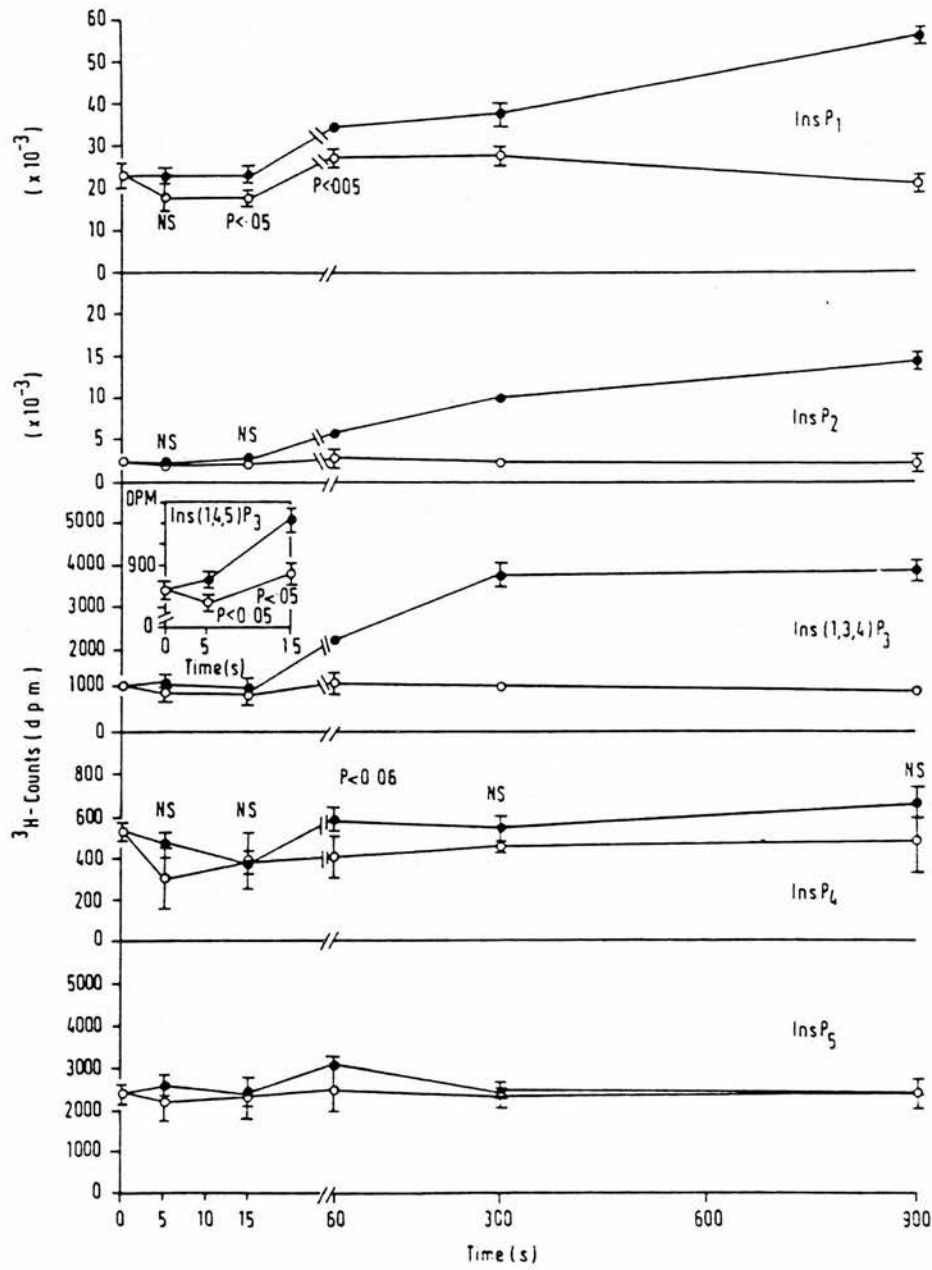 60
50
(x10⁻³)
40
Ins P₁
30
20
P<005
NS
P<·05
10
0
20
(x10⁻³)
15
10
Ins P₂
NS
NS
5
0
DPM
Ins(1,4,5)P₃
5000
900
4000
P<.05
3000
P<0.05
0
0 5 15
Time(s)
2000
Ins(1,3,4)P₃
1000
0
³H-Counts (dpm)
800
P<0·06
NS
NS
NS
NS
600
400
200
Ins P₄
0
5000
4000
Ins P₅
3000
2000
1000
0
0 5 10 15 60 300 600 900
Time(s)